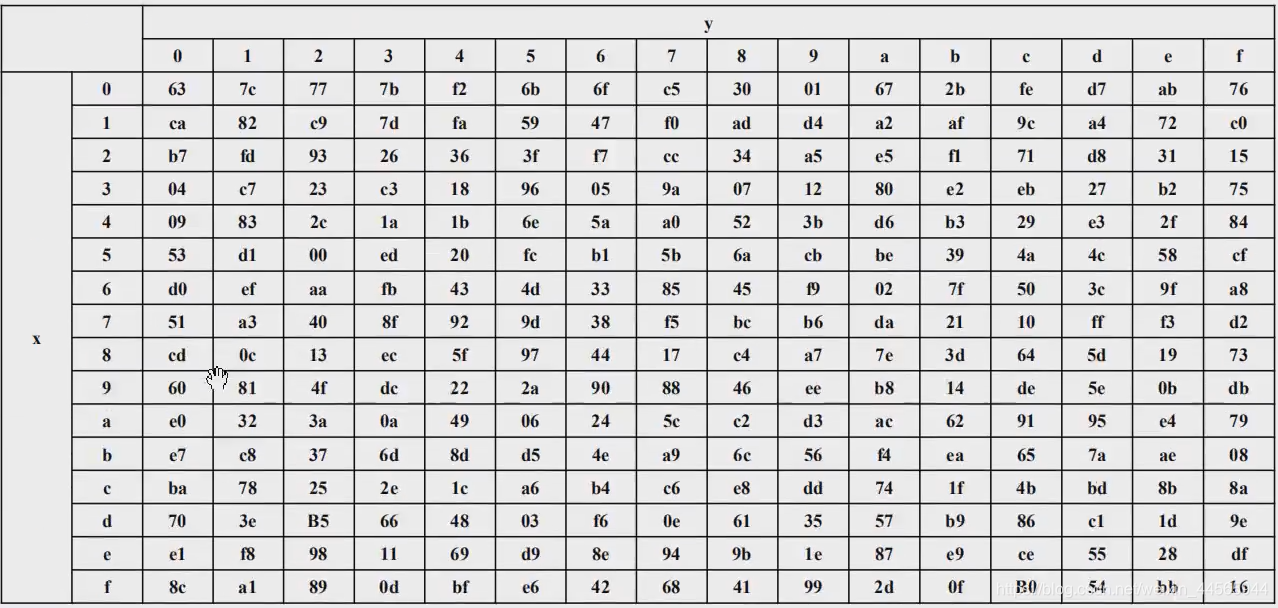 y
0 1 2 3 4 5 6 7 8 9 a b c d e f
0 63 7c 77 7b f2 6b 6f c5 30 01 67 2b fe d7 ab 76
1 ca 82 c9 7d fa 59 47 f0 ad d4 a2 af 9c a4 72 c0
2 b7 fd 93 26 36 3f f7 cc 34 a5 e5 f1 71 d8 31 15
3 04 c7 23 c3 18 96 05 9a 07 12 80 e2 eb 27 b2 75
4 09 83 2c 1a 1b 6e 5a a0 52 3b d6 b3 29 e3 2f 84
5 53 d1 00 ed 20 fc b1 5b 6a cb be 39 4a 4c 58 cf
6 d0 ef aa fb 43 4d 33 85 45 f9 02 7f 50 3c 9f a8
7 51 a3 40 8f 92 9d 38 f5 bc b6 da 21 10 ff f3 d2
x
8 cd 0c 13 ec 5f 97 44 17 c4 a7 7e 3d 64 5d 19 73
9 60 81 4f dc 22 2a 90 88 46 ee b8 14 de 5e 0b db
a e0 32 3a 0a 49 06 24 5c c2 d3 ac 62 91 95 e4 79
b e7 c8 37 6d 8d d5 4e a9 6c 56 f4 ea 65 7a ae 08
c ba 78 25 2e 1c a6 b4 c6 e8 dd 74 1f 4b bd 8b 8a
d 70 3e B5 66 48 03 f6 0e 61 35 57 b9 86 c1 1d 9e
e e1 f8 98 11 69 d9 8e 94 9b 1e 87 e9 ce 55 28 df
f 8c a1 89 0d bf e6 42 68 41 99 2d 0f B0 54 bb 16